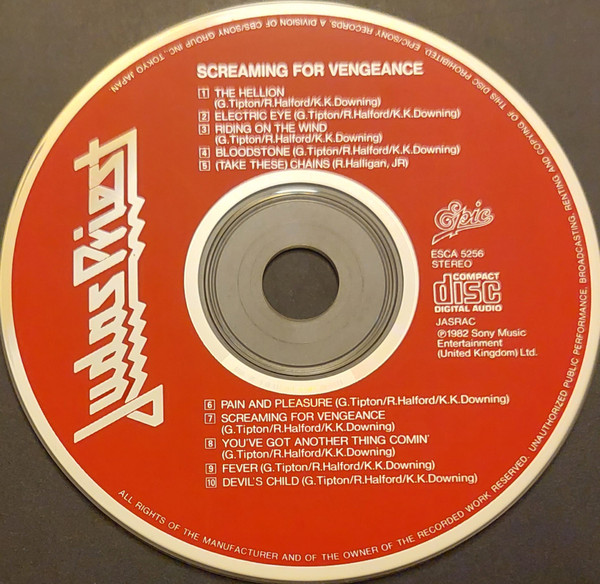 SCREAMING FOR VENGEANCE
1 THE HELLION
(G.Tipton/R.Halford/K.K.Downing)
2 ELECTRIC EYE (G.Tipton/R.Halford/K.K.Downing)
3 RIDING ON THE WIND
(G.Tipton/R.Halford/K.K.Downing)
4 BLOODSTONE (G.Tipton/R.Halford/K.K.Downing)
5 (TAKE THESE) CHAINS (R.Halligan, JR)
Judas Priest
Epic
ESCA 5256
STEREO
COMPACT
disc
DIGITAL AUDIO
JASRAC
℗1982 Sony Music
Entertainment
(United Kingdom) Ltd.
6 PAIN AND PLEASURE (G.Tipton/R.Halford/K.K.Downing)
7 SCREAMING FOR VENGEANCE
(G.Tipton/R.Halford/K.K.Downing)
8 YOU'VE GOT ANOTHER THING COMIN'
(G.Tipton/R.Halford/K.K.Downing)
9 FEVER (G.Tipton/R.Halford/K.K.Downing)
10 DEVIL'S CHILD (G.Tipton/R.Halford/K.K.Downing)
ALL RIGHTS OF THE MANUFACTURER AND OF THE OWNER OF THE RECORDED WORK RESERVED. UNAUTHORIZED PUBLIC PERFORMANCE, BROADCASTING, RENTING AND COPYING OF THIS DISC PROHIBITED. EPIC/SONY RECORDS, A DIVISION OF CBS/SONY GROUP INC., TOKYO JAPAN